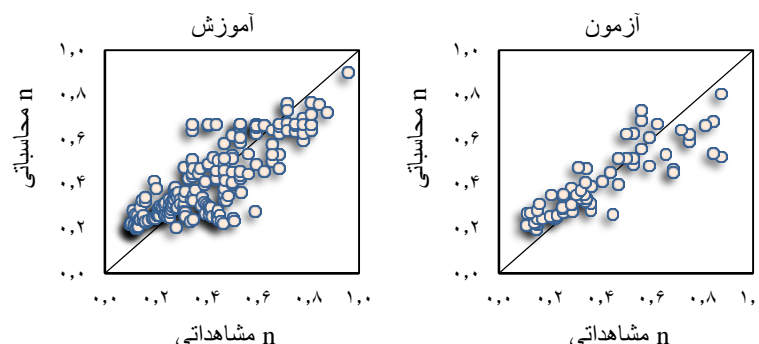 آموزش
n محاسباتی
۱,۰
۰,۸
۰,۶
۰,۴
۰,۲
۰,۰
۰,۰ ۰,۲ ۰,۴ ۰,۶ ۰,۸ ۱,۰
n مشاهداتی
آزمون
n محاسباتی
۱,۰
۰,۸
۰,۶
۰,۴
۰,۲
۰,۰
۰,۰ ۰,۲ ۰,۴ ۰,۶ ۰,۸ ۱,
n مشاهداتی